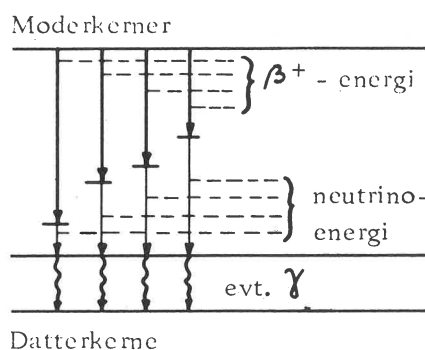 Moderkerner
β+ - energi
neutrino-
energi
evt. γ
Datterkerne